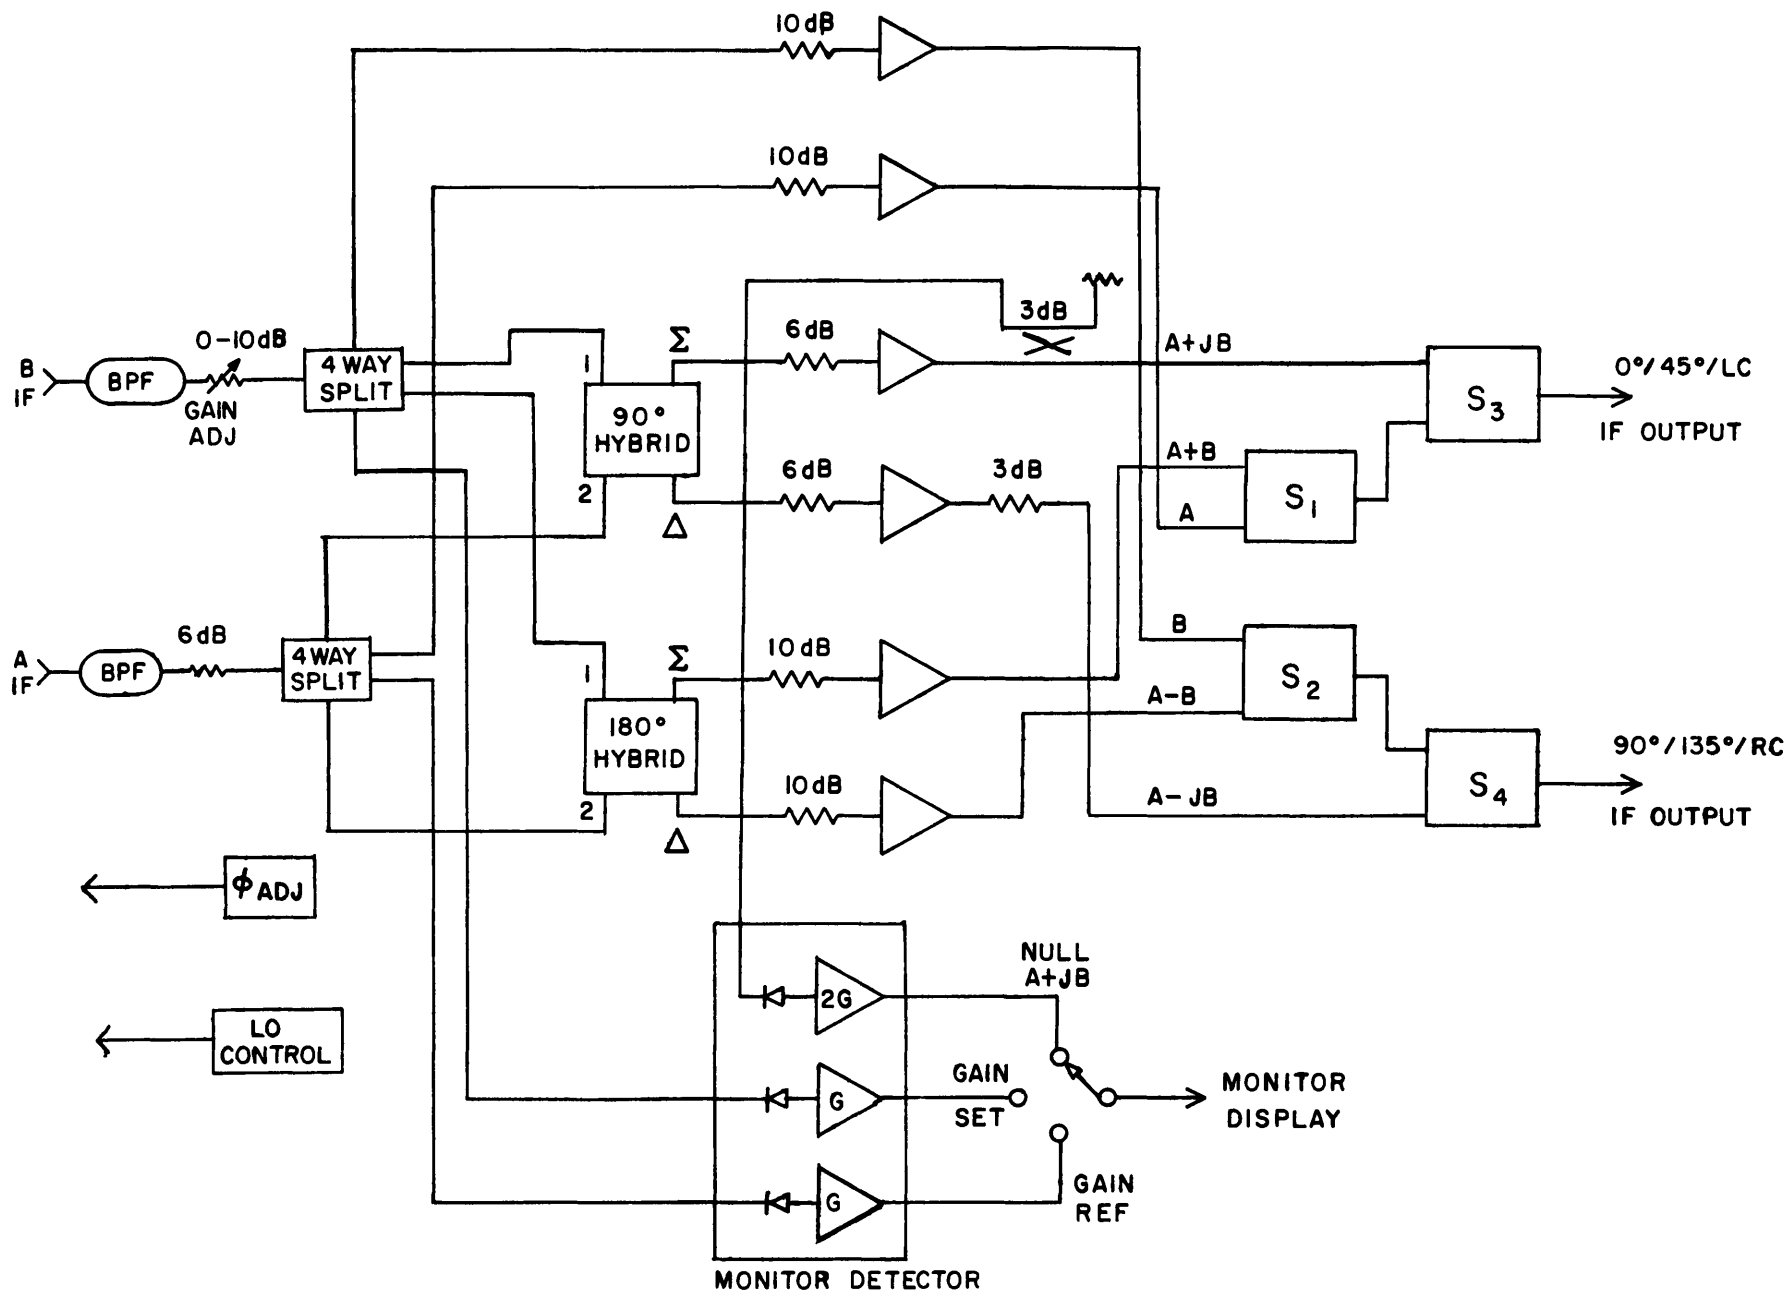 10dB
10dB
3dB
0-10dB
B
IF
BPF
GAIN
ADJ
4 WAY
SPLIT
1
90°
HYBRID
2
Σ
6dB
A+JB
S3
0°/45°/LC
IF OUTPUT
Δ
6dB
3dB
A+B
A
S1
A
IF
BPF
6dB
4 WAY
SPLIT
1
180°
HYBRID
2
Σ
10dB
B
A-B
S2
Δ
10dB
A-JB
S4
90°/135°/RC
IF OUTPUT
ϕ ADJ
LO
CONTROL
2G
NULL
A+JB
G
GAIN
SET
MONITOR
DISPLAY
G
GAIN
REF
MONITOR DETECTOR